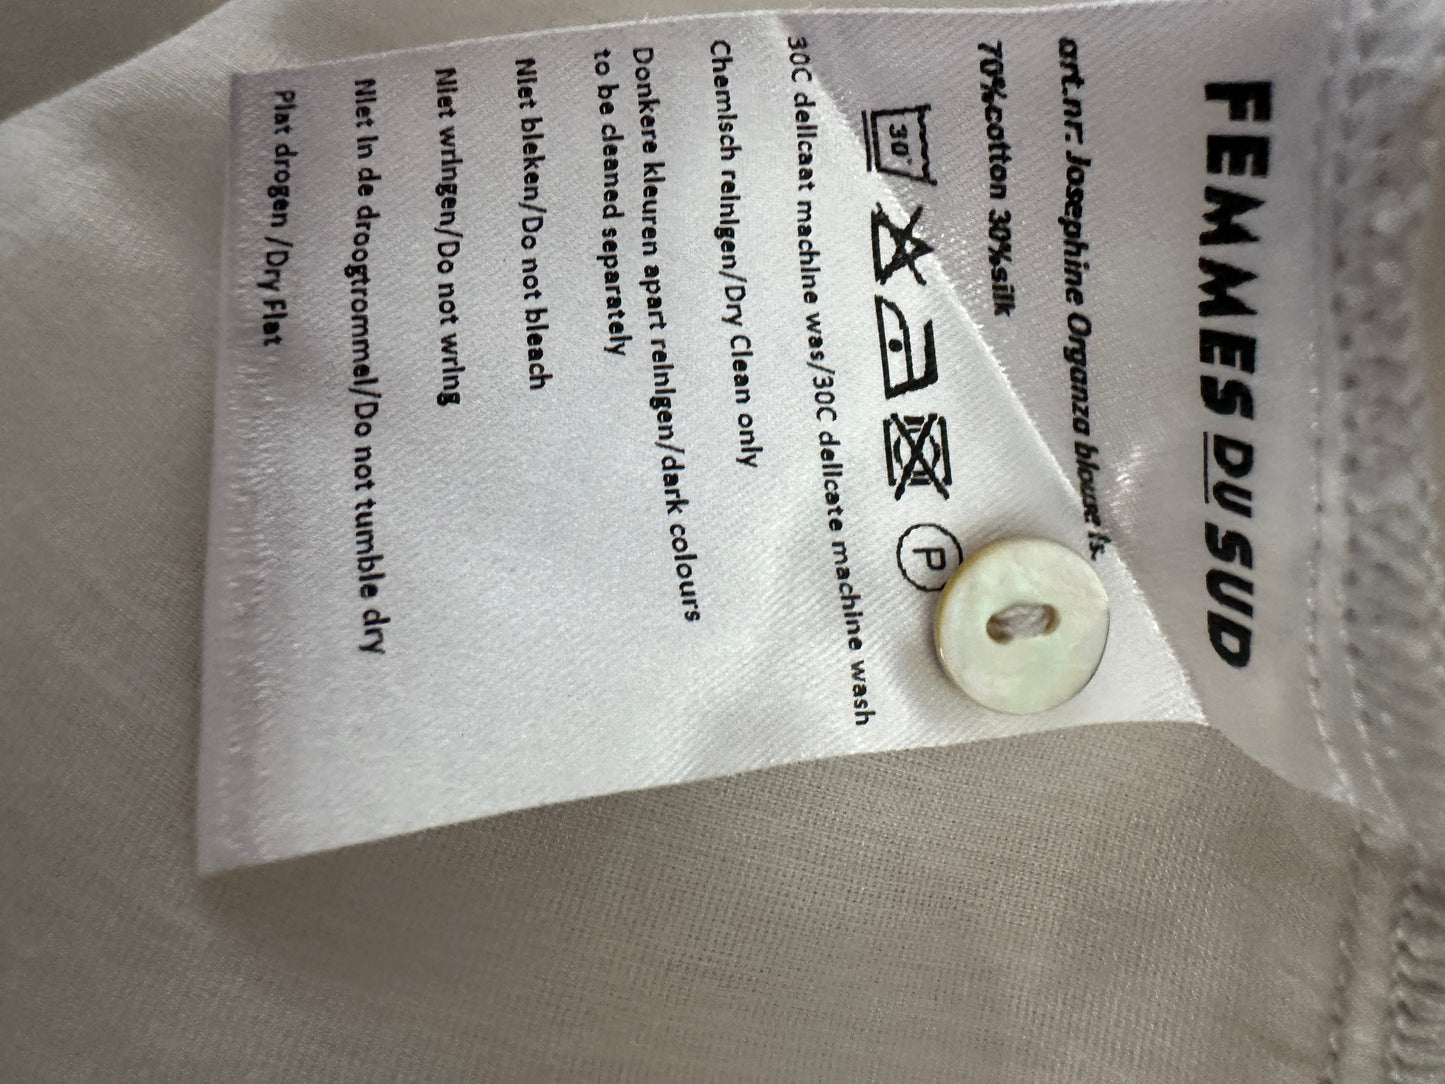 FEMMES DU SUD
art.nr. Josephine Organza blouse ls.
70%cotton 30%silk
30°
P
30C delicaat machine was/30C delicate machine wash
Chemisch reinigen/Dry Clean only
Donkere kleuren apart reinigen/dark colours
to be cleaned separately
Niet bleken/Do not bleach
Niet wringen/Do not wring
Niet in de droogtrommel/Do not tumble dry
Plat drogen /Dry Flat